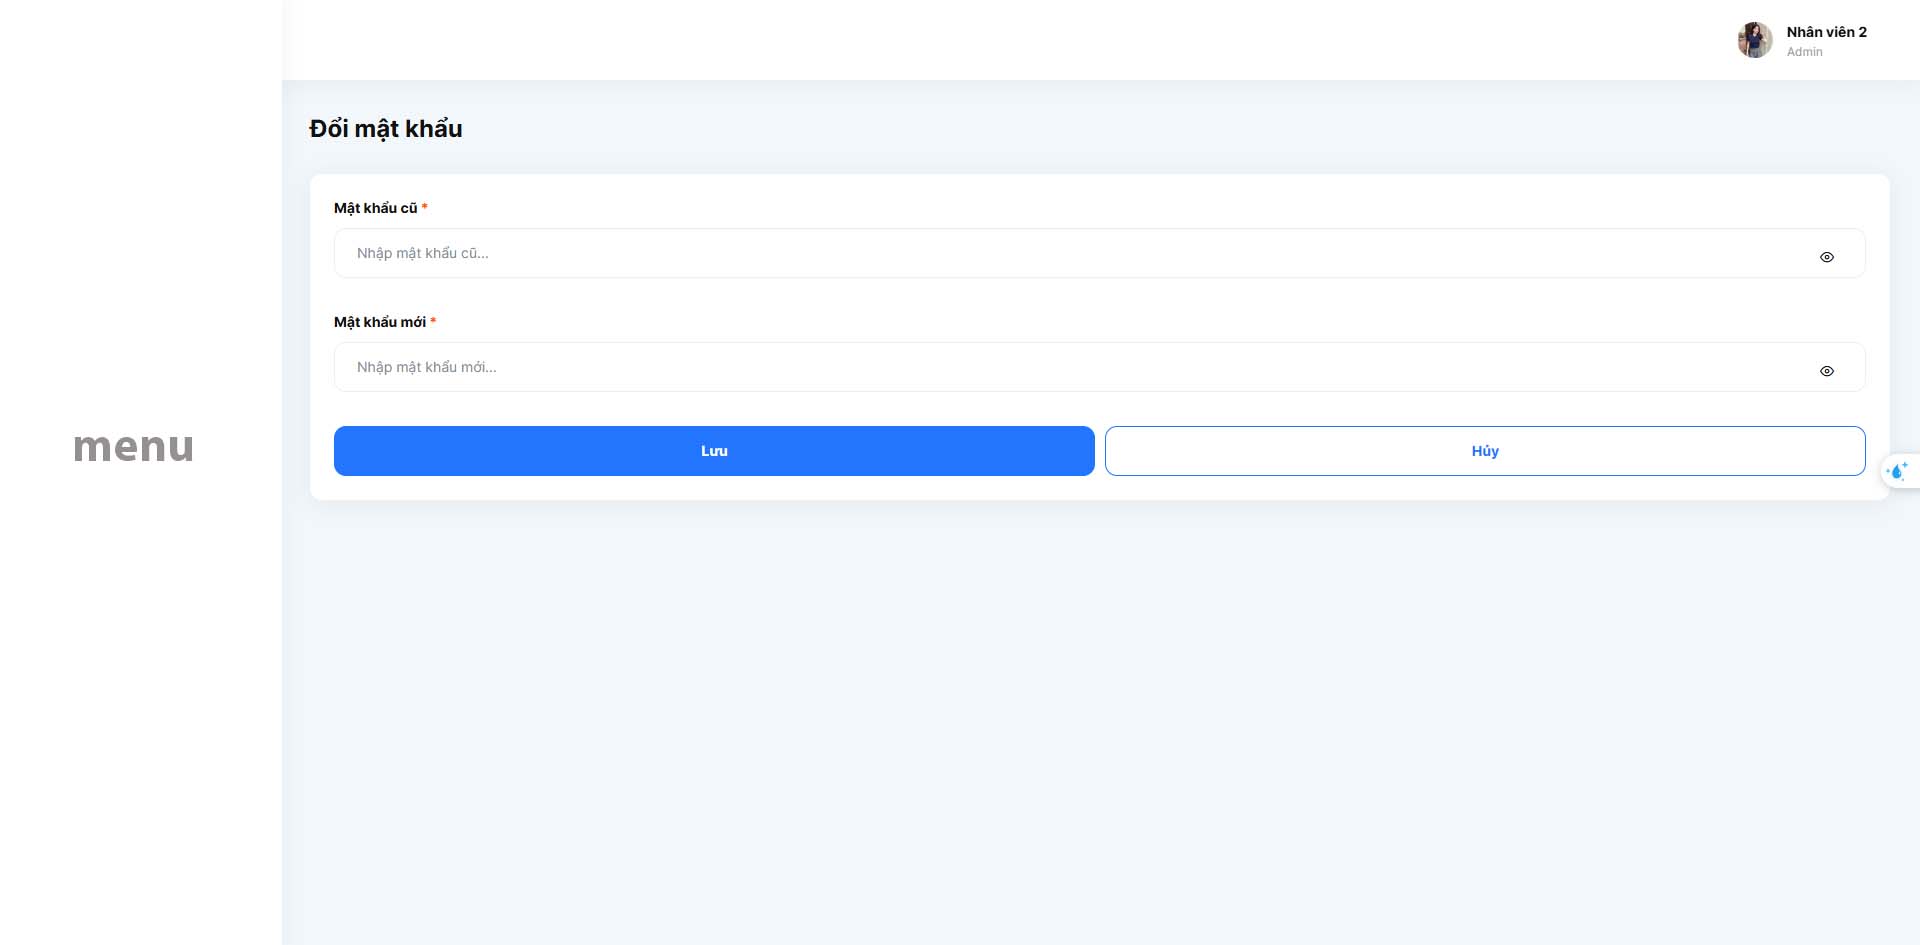 Nhân viên 2
Admin
Đổi mật khẩu
Mật khẩu cũ *
Nhập mật khẩu cũ...
Mật khẩu mới *
Nhập mật khẩu mới...
menu
Lưu
Hủy